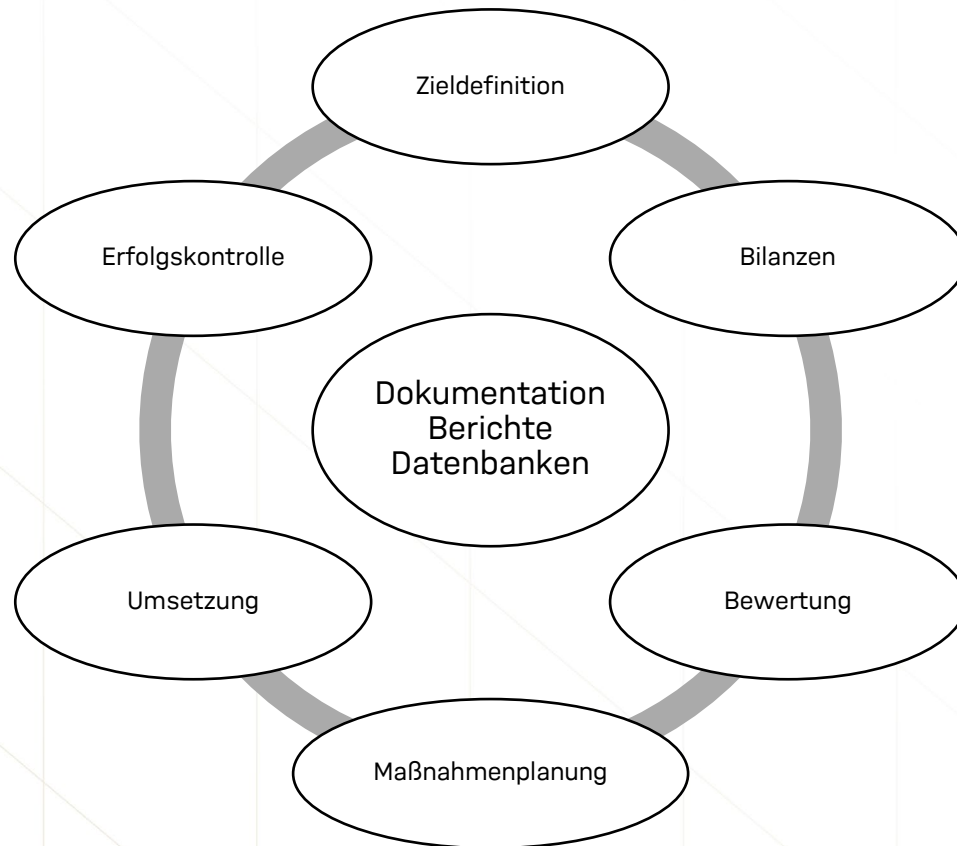 Zieldefinition
Erfolgskontrolle
Bilanzen
Dokumentation
Berichte
Datenbanken
Umsetzung
Bewertung
Maßnahmenplanung